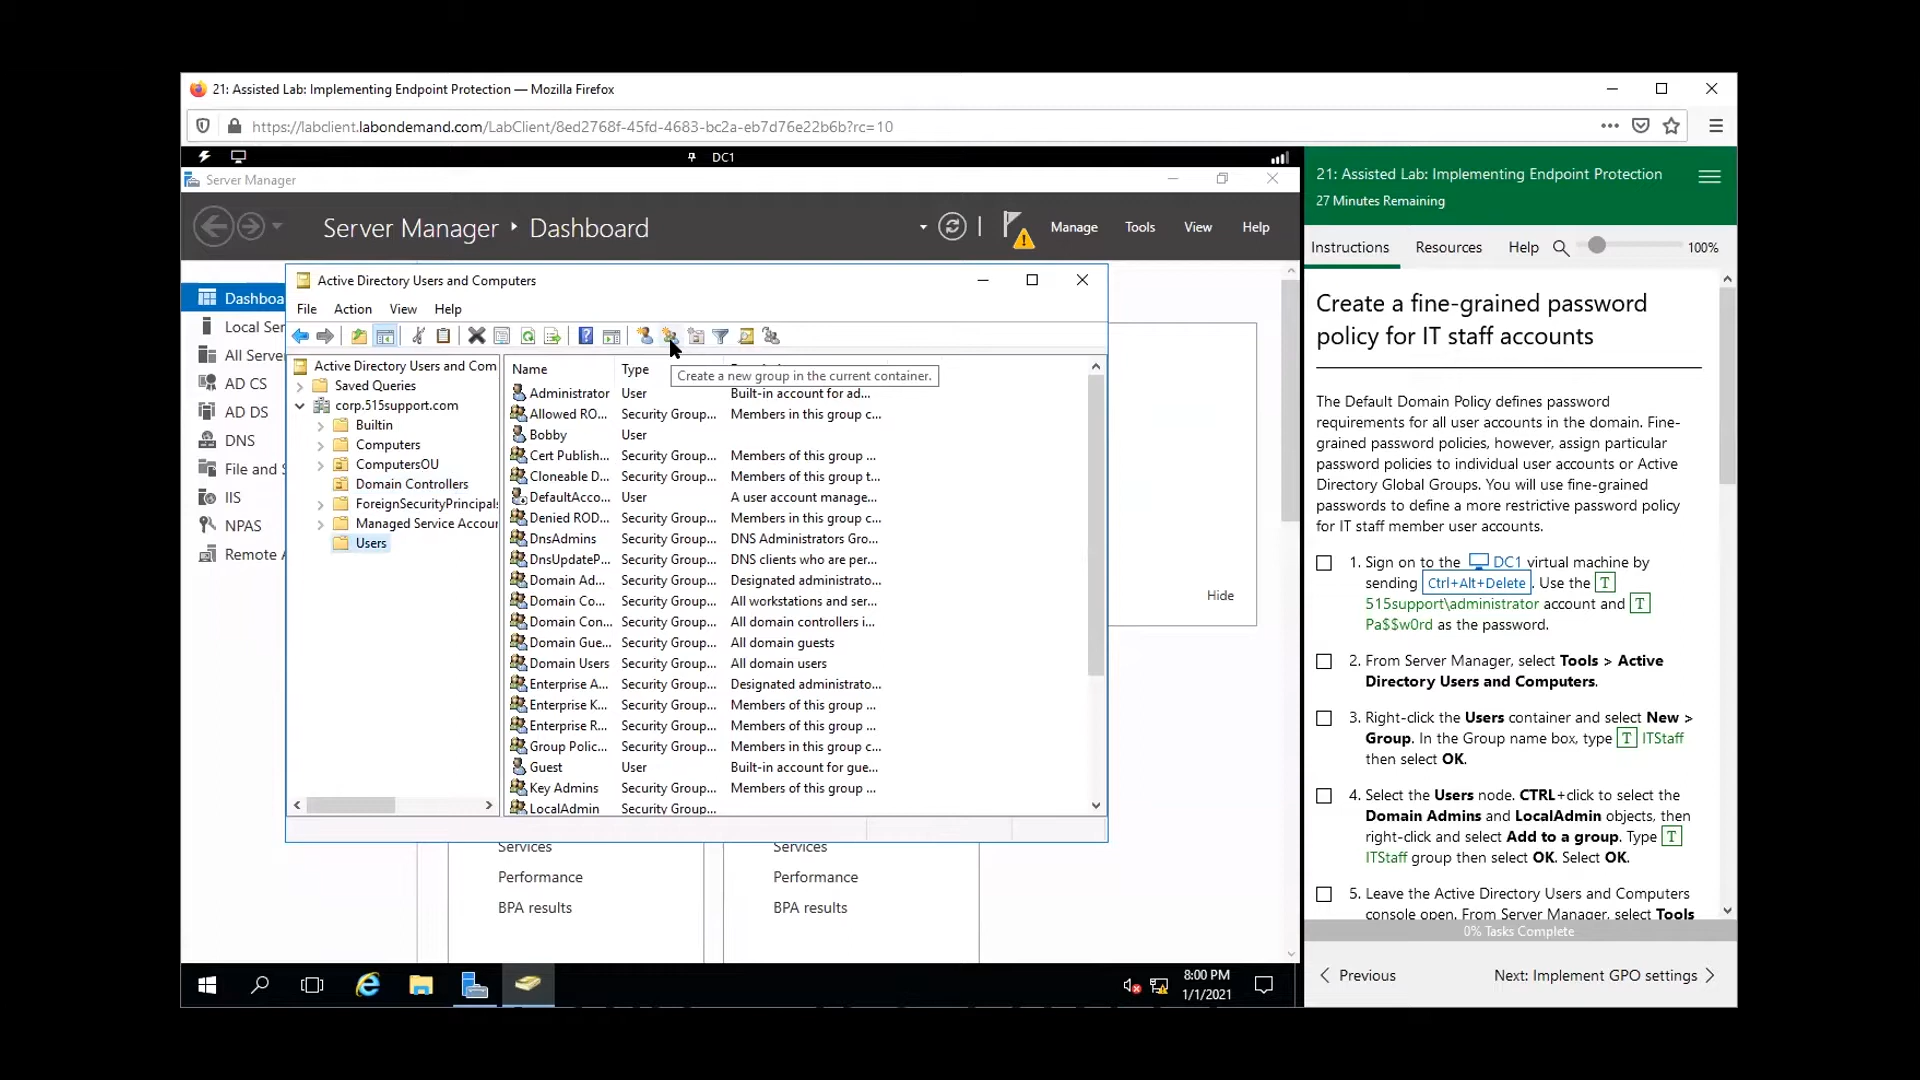 21: Assisted Lab: Implementing Endpoint Protection — Mozilla Firefox
https://labclient.labondemand.com/LabClient/8ed2768f-45fd-4683-bc2a-eb7d76e22b6b?rc=10
DC1
Server Manager
Server Manager
Dashboard
Manage
Tools
View
Help
Dashboa
Local Ser
All Serve
AD CS
AD DS
DNS
File and S
IIS
NPAS
Remote A
Active Directory Users and Computers
File
Action
View
Help
Active Directory Users and Com
Saved Queries
corp.515support.com
Builtin
Computers
ComputersOU
Domain Controllers
ForeignSecurityPrincipals
Managed Service Accour
Users
Name Type
Create a new group in the current container.
Administrator User Built-in account for ad...
Allowed RO... Security Group... Members in this group c...
Bobby User
Cert Publish... Security Group... Members of this group ...
Cloneable D... Security Group... Members of this group t...
DefaultAcco... User A user account manage...
Denied ROD... Security Group... Members in this group c...
DnsAdmins Security Group... DNS Administrators Gro...
DnsUpdateP... Security Group... DNS clients who are per...
Domain Ad... Security Group... Designated administrato...
Domain Co... Security Group... All workstations and ser...
Domain Con... Security Group... All domain controllers i...
Domain Gue... Security Group... All domain guests
Domain Users Security Group... All domain users
Enterprise A... Security Group... Designated administrato...
Enterprise K... Security Group... Members of this group ...
Enterprise R... Security Group... Members of this group ...
Group Polic... Security Group... Members in this group c...
Guest User Built-in account for gue...
Key Admins Security Group... Members of this group ...
LocalAdmin Security Group...
Hide
Services
Performance
BPA results
Services
Performance
BPA results
8:00 PM
1/1/2021
21: Assisted Lab: Implementing Endpoint Protection
27 Minutes Remaining
Instructions
Resources
Help
100%
Create a fine-grained password
policy for IT staff accounts
The Default Domain Policy defines password
requirements for all user accounts in the domain. Fine-
grained password policies, however, assign particular
password policies to individual user accounts or Active
Directory Global Groups. You will use fine-grained
passwords to define a more restrictive password policy
for IT staff member user accounts.
1. Sign on to the DC1 virtual machine by
sending Ctrl+Alt+Delete. Use the T
515support\administrator account and T
Pa$$w0rd as the password.
2. From Server Manager, select Tools > Active
Directory Users and Computers.
3. Right-click the Users container and select New >
Group. In the Group name box, type T ITStaff
then select OK.
4. Select the Users node. CTRL+click to select the
Domain Admins and LocalAdmin objects, then
right-click and select Add to a group. Type T
ITStaff group then select OK. Select OK.
5. Leave the Active Directory Users and Computers
console open. From Server Manager, select Tools
0% Tasks Complete
Previous
Next: Implement GPO settings